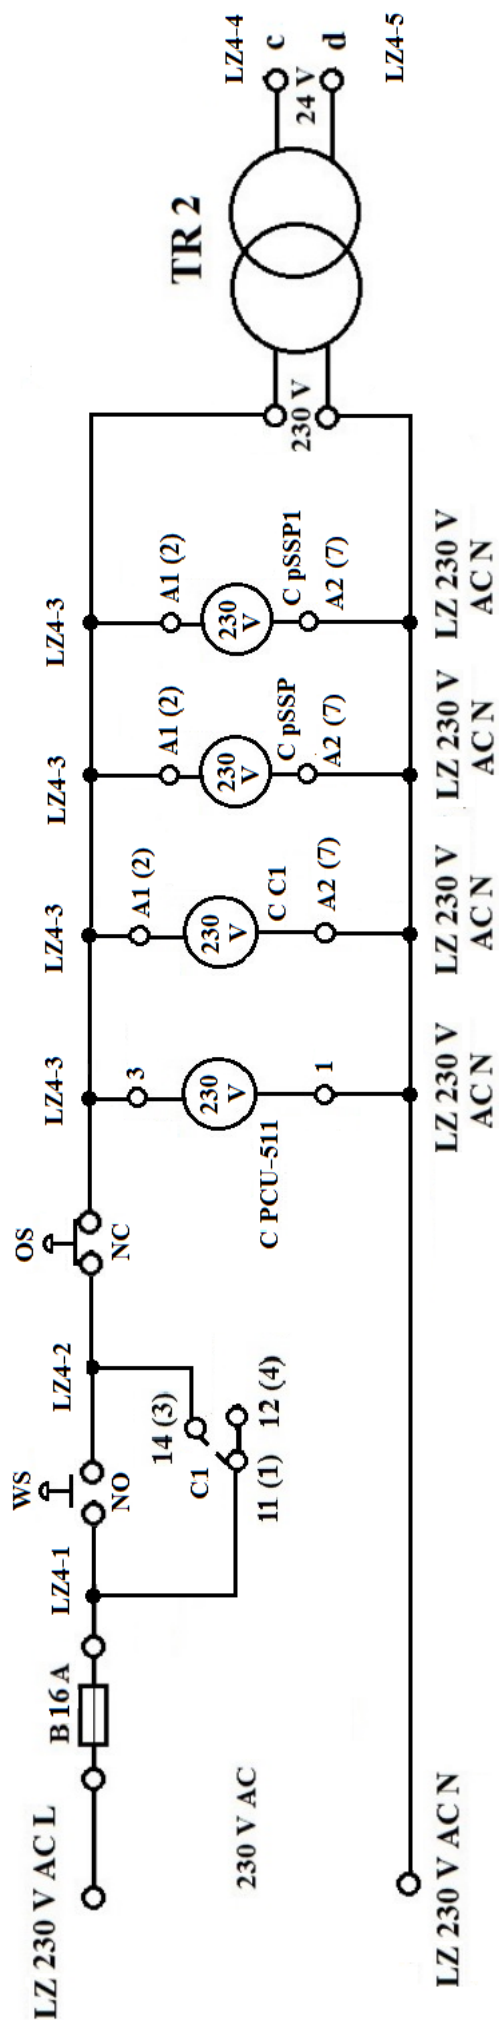 LZ 230 V AC L
B 16 A
LZ4-1
WS
NO
LZ4-2
OS
NC
LZ4-3
LZ4-3
LZ4-3
LZ4-3
C1
14 (3)
11 (1)
12 (4)
3
230
V
1
C PCU-511
A1 (2)
230
V
C C1
A2 (7)
A1 (2)
230
V
C pSSP
A2 (7)
A1 (2)
230
V
C pSSP1
A2 (7)
230 V
TR 2
24 V
LZ4-4
c
d
LZ4-5
230 V AC
LZ 230 V AC N
LZ 230 V
AC N
LZ 230 V
AC N
LZ 230 V
AC N
LZ 230 V
AC N